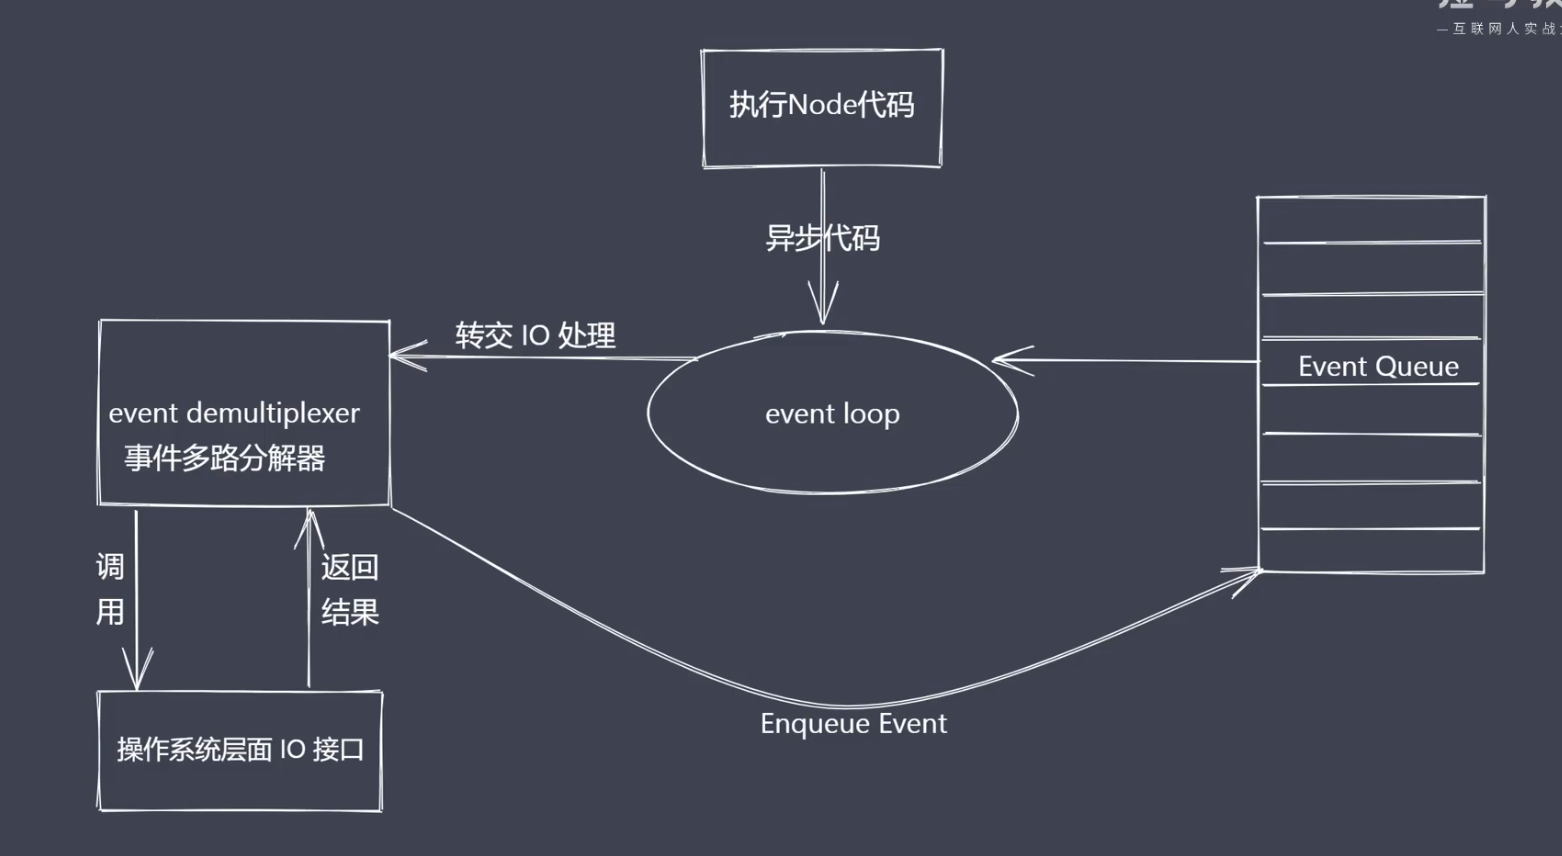 一互联网人实战
执行Node代码
异步代码
转交 IO 处理
Event Queue
event demultiplexer
事件多路分解器
event loop
调
用
返回
结果
Enqueue Event
操作系统层面 IO 接口